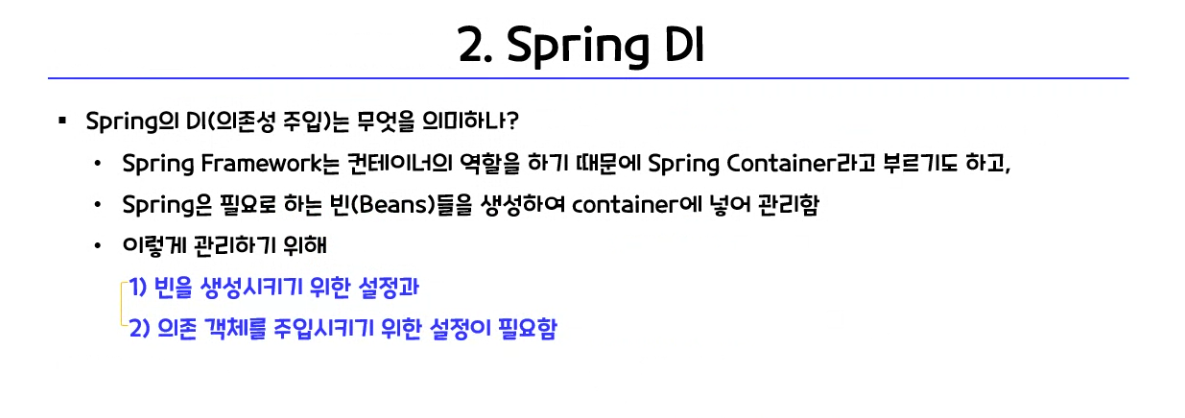 2. Spring DI
▪ Spring의 DI(의존성 주입)는 무엇을 의미하나?
• Spring Framework는 컨테이너의 역할을 하기 때문에 Spring Container라고 부르기도 하고,
• Spring은 필요로 하는 빈(Beans)들을 생성하여 container에 넣어 관리함
• 이렇게 관리하기 위해
1) 빈을 생성시키기 위한 설정과
2) 의존 객체를 주입시키기 위한 설정이 필요함